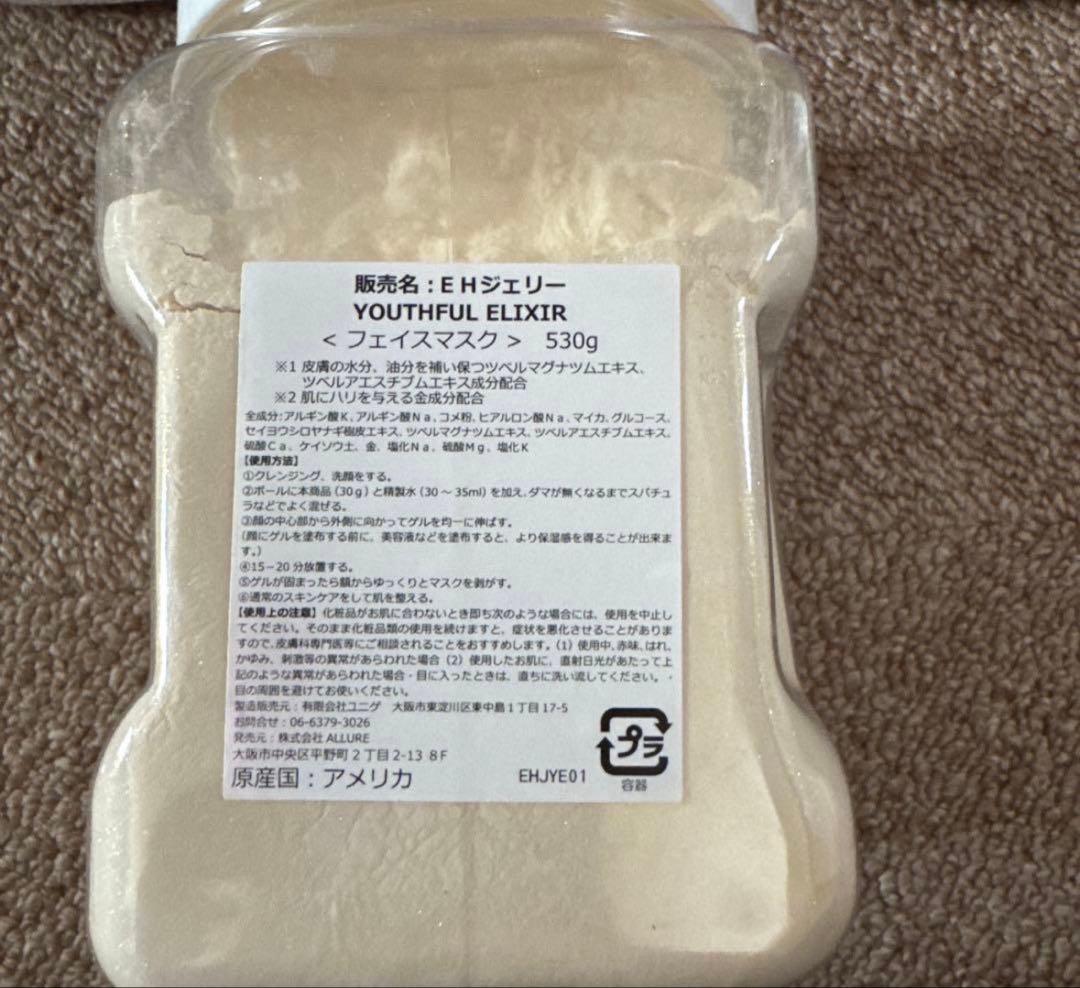 販売名：ＥＨジェリー
YOUTHFUL ELIXIR
＜フェイスマスク＞　530g
※1 皮膚の水分、油分を補い保つツベルマグナツムエキス、
ツベルアエスチブムエキス成分配合
※2 肌にハリを与える金成分配合
全成分:アルギン酸Ｋ、アルギン酸Ｎａ、コメ粉、ヒアルロン酸Ｎａ、マイカ、グルコース、
セイヨウシロヤナギ樹皮エキス、ツベルマグナツムエキス、ツベルアエスチブムエキス、
硫酸Ｃａ、ケイソウ土、金、塩化Ｎａ、硫酸Ｍｇ、塩化Ｋ
【使用方法】
①クレンジング、洗顔をする。
②ボールに本商品（30ｇ）と精製水（30 ～ 35ml）を加え、ダマが無くなるまでスパチュ
ラなどでよく混ぜる。
③顔の中心部から外側に向かってゲルを均一に伸ばす。
（顔にゲルを塗布する前に、美容液などを塗布すると、より保湿感を得ることが出来ま
す。）
④15－20 分放置する。
⑤ゲルが固まったら額からゆっくりとマスクを剥がす。
⑥通常のスキンケアをして肌を整える。
【使用上の注意】化粧品がお肌に合わないとき即ち次のような場合には、使用を中止し
てください。そのまま化粧品類の使用を続けますと、症状を悪化させることがありま
すので、皮膚科専門医等にご相談されることをおすすめします。（1）使用中、赤味、はれ、
かゆみ、刺激等の異常があらわれた場合（2）使用したお肌に、直射日光があたって上
記のような異常があらわれた場合・目に入ったときは、直ちに洗い流してください。・
目の周囲を避けてお使いください。
製造販売元：有限会社ユニゲ　大阪市東淀川区東中島１丁目17-5
お問合せ：06-6379-3026
発売元：株式会社 ALLURE
大阪市中央区平野町２丁目2-13 ８Ｆ
原産国：アメリカ
EHJYE01
プラ
容器